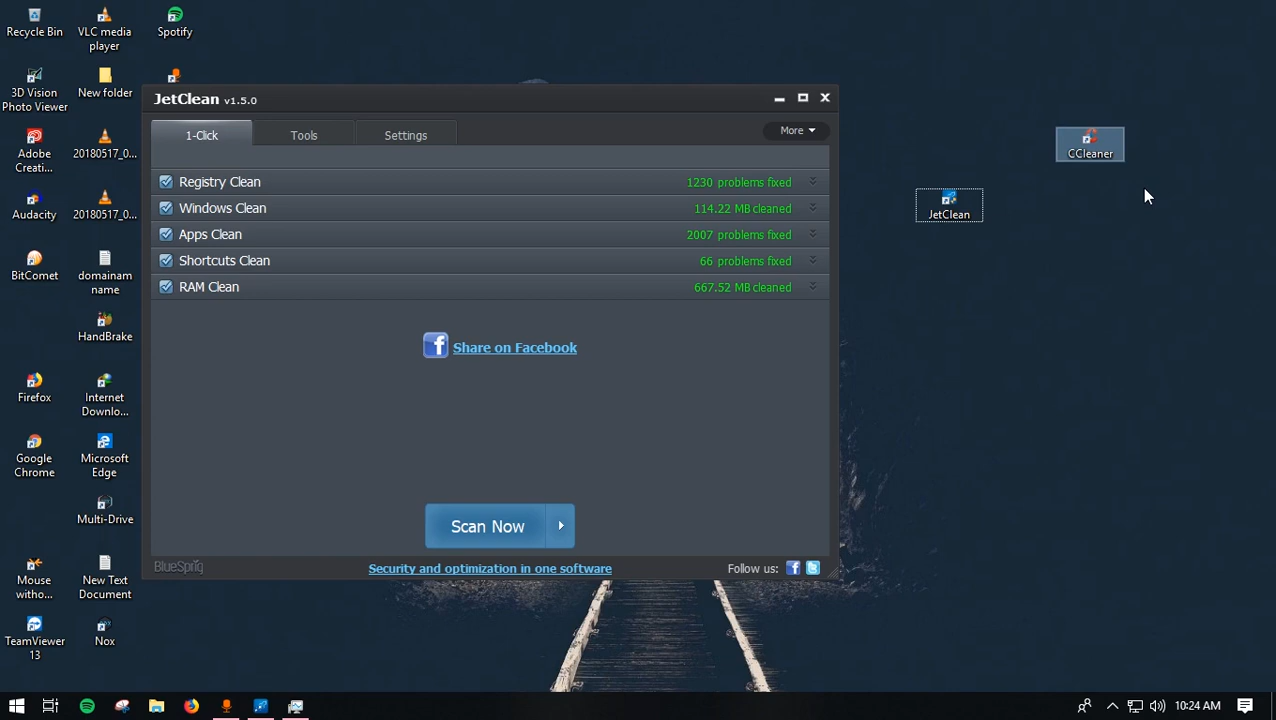 Recycle Bin
VLC media
player
Spotify
3D Vision
Photo Viewer
New folder
Adobe
Creati...
20180517_0...
Audacity
20180517_0...
BitComet
domainam
name
HandBrake
Firefox
Internet
Downlo...
Google
Chrome
Microsoft
Edge
Multi-Drive
Mouse
witho...
New Text
Document
TeamViewer
13
Nox
JetClean v1.5.0
1-Click
Tools
Settings
More
Registry Clean 1230 problems fixed
Windows Clean 114.22 MB cleaned
Apps Clean 2007 problems fixed
Shortcuts Clean 66 problems fixed
RAM Clean 667.52 MB cleaned
f Share on Facebook
Scan Now
BlueSprig
Security and optimization in one software
Follow us:
CCleaner
JetClean
10:24 AM